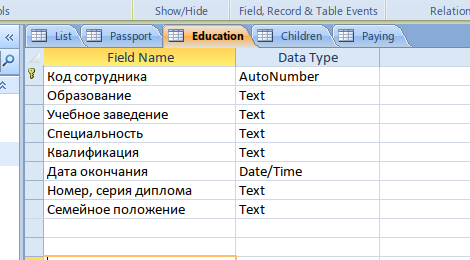 ols Show/Hide Field, Record & Table Events Relation
List Passport Education Children Paying
Field Name Data Type
Код сотрудника AutoNumber
Образование Text
Учебное заведение Text
Специальность Text
Квалификация Text
Дата окончания Date/Time
Номер, серия диплома Text
Семейное положение Text